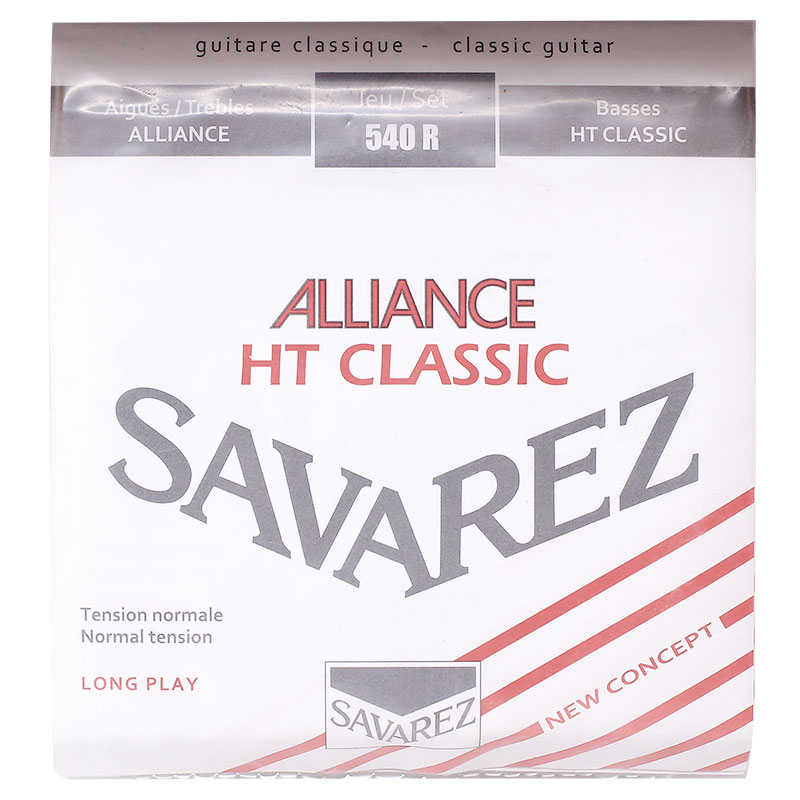 guitare classique - classic guitar
Aiguës / Trebles
ALLIANCE
Jeu / Set
540 R
Basses
HT CLASSIC
ALLIANCE
HT CLASSIC
SAVAREZ
Tension normale
Normal tension
LONG PLAY
NEW CONCEPT
SAVAREZ